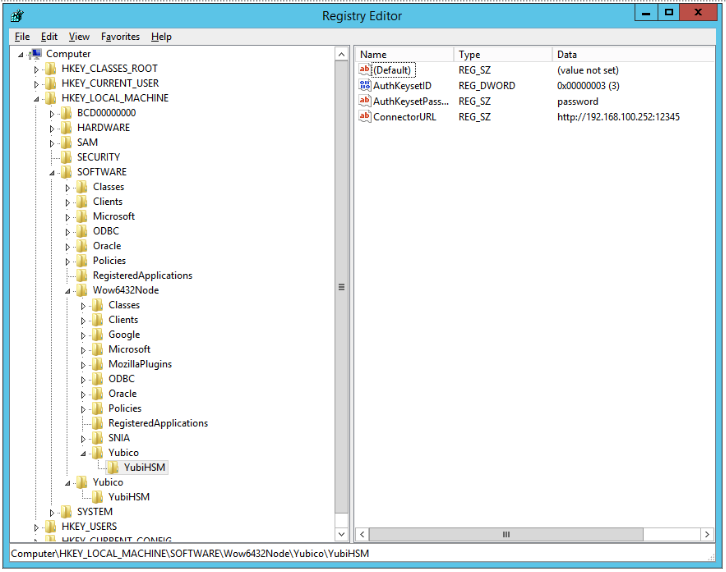 Registry Editor
File Edit View Favorites Help
Computer
HKEY_CLASSES_ROOT
HKEY_CURRENT_USER
HKEY_LOCAL_MACHINE
BCD00000000
HARDWARE
SAM
SECURITY
SOFTWARE
Classes
Clients
Microsoft
ODBC
Oracle
Policies
RegisteredApplications
Wow6432Node
Classes
Clients
Google
Microsoft
MozillaPlugins
ODBC
Oracle
Policies
RegisteredApplications
SNIA
Yubico
YubiHSM
Yubico
YubiHSM
SYSTEM
HKEY_USERS
HKEY_CURRENT_CONFIG
Name Type Data
(Default) REG_SZ (value not set)
AuthKeysetID REG_DWORD 0x00000003 (3)
AuthKeysetPass... REG_SZ password
ConnectorURL REG_SZ http://192.168.100.252:12345
Computer\HKEY_LOCAL_MACHINE\SOFTWARE\Wow6432Node\Yubico\YubiHSM